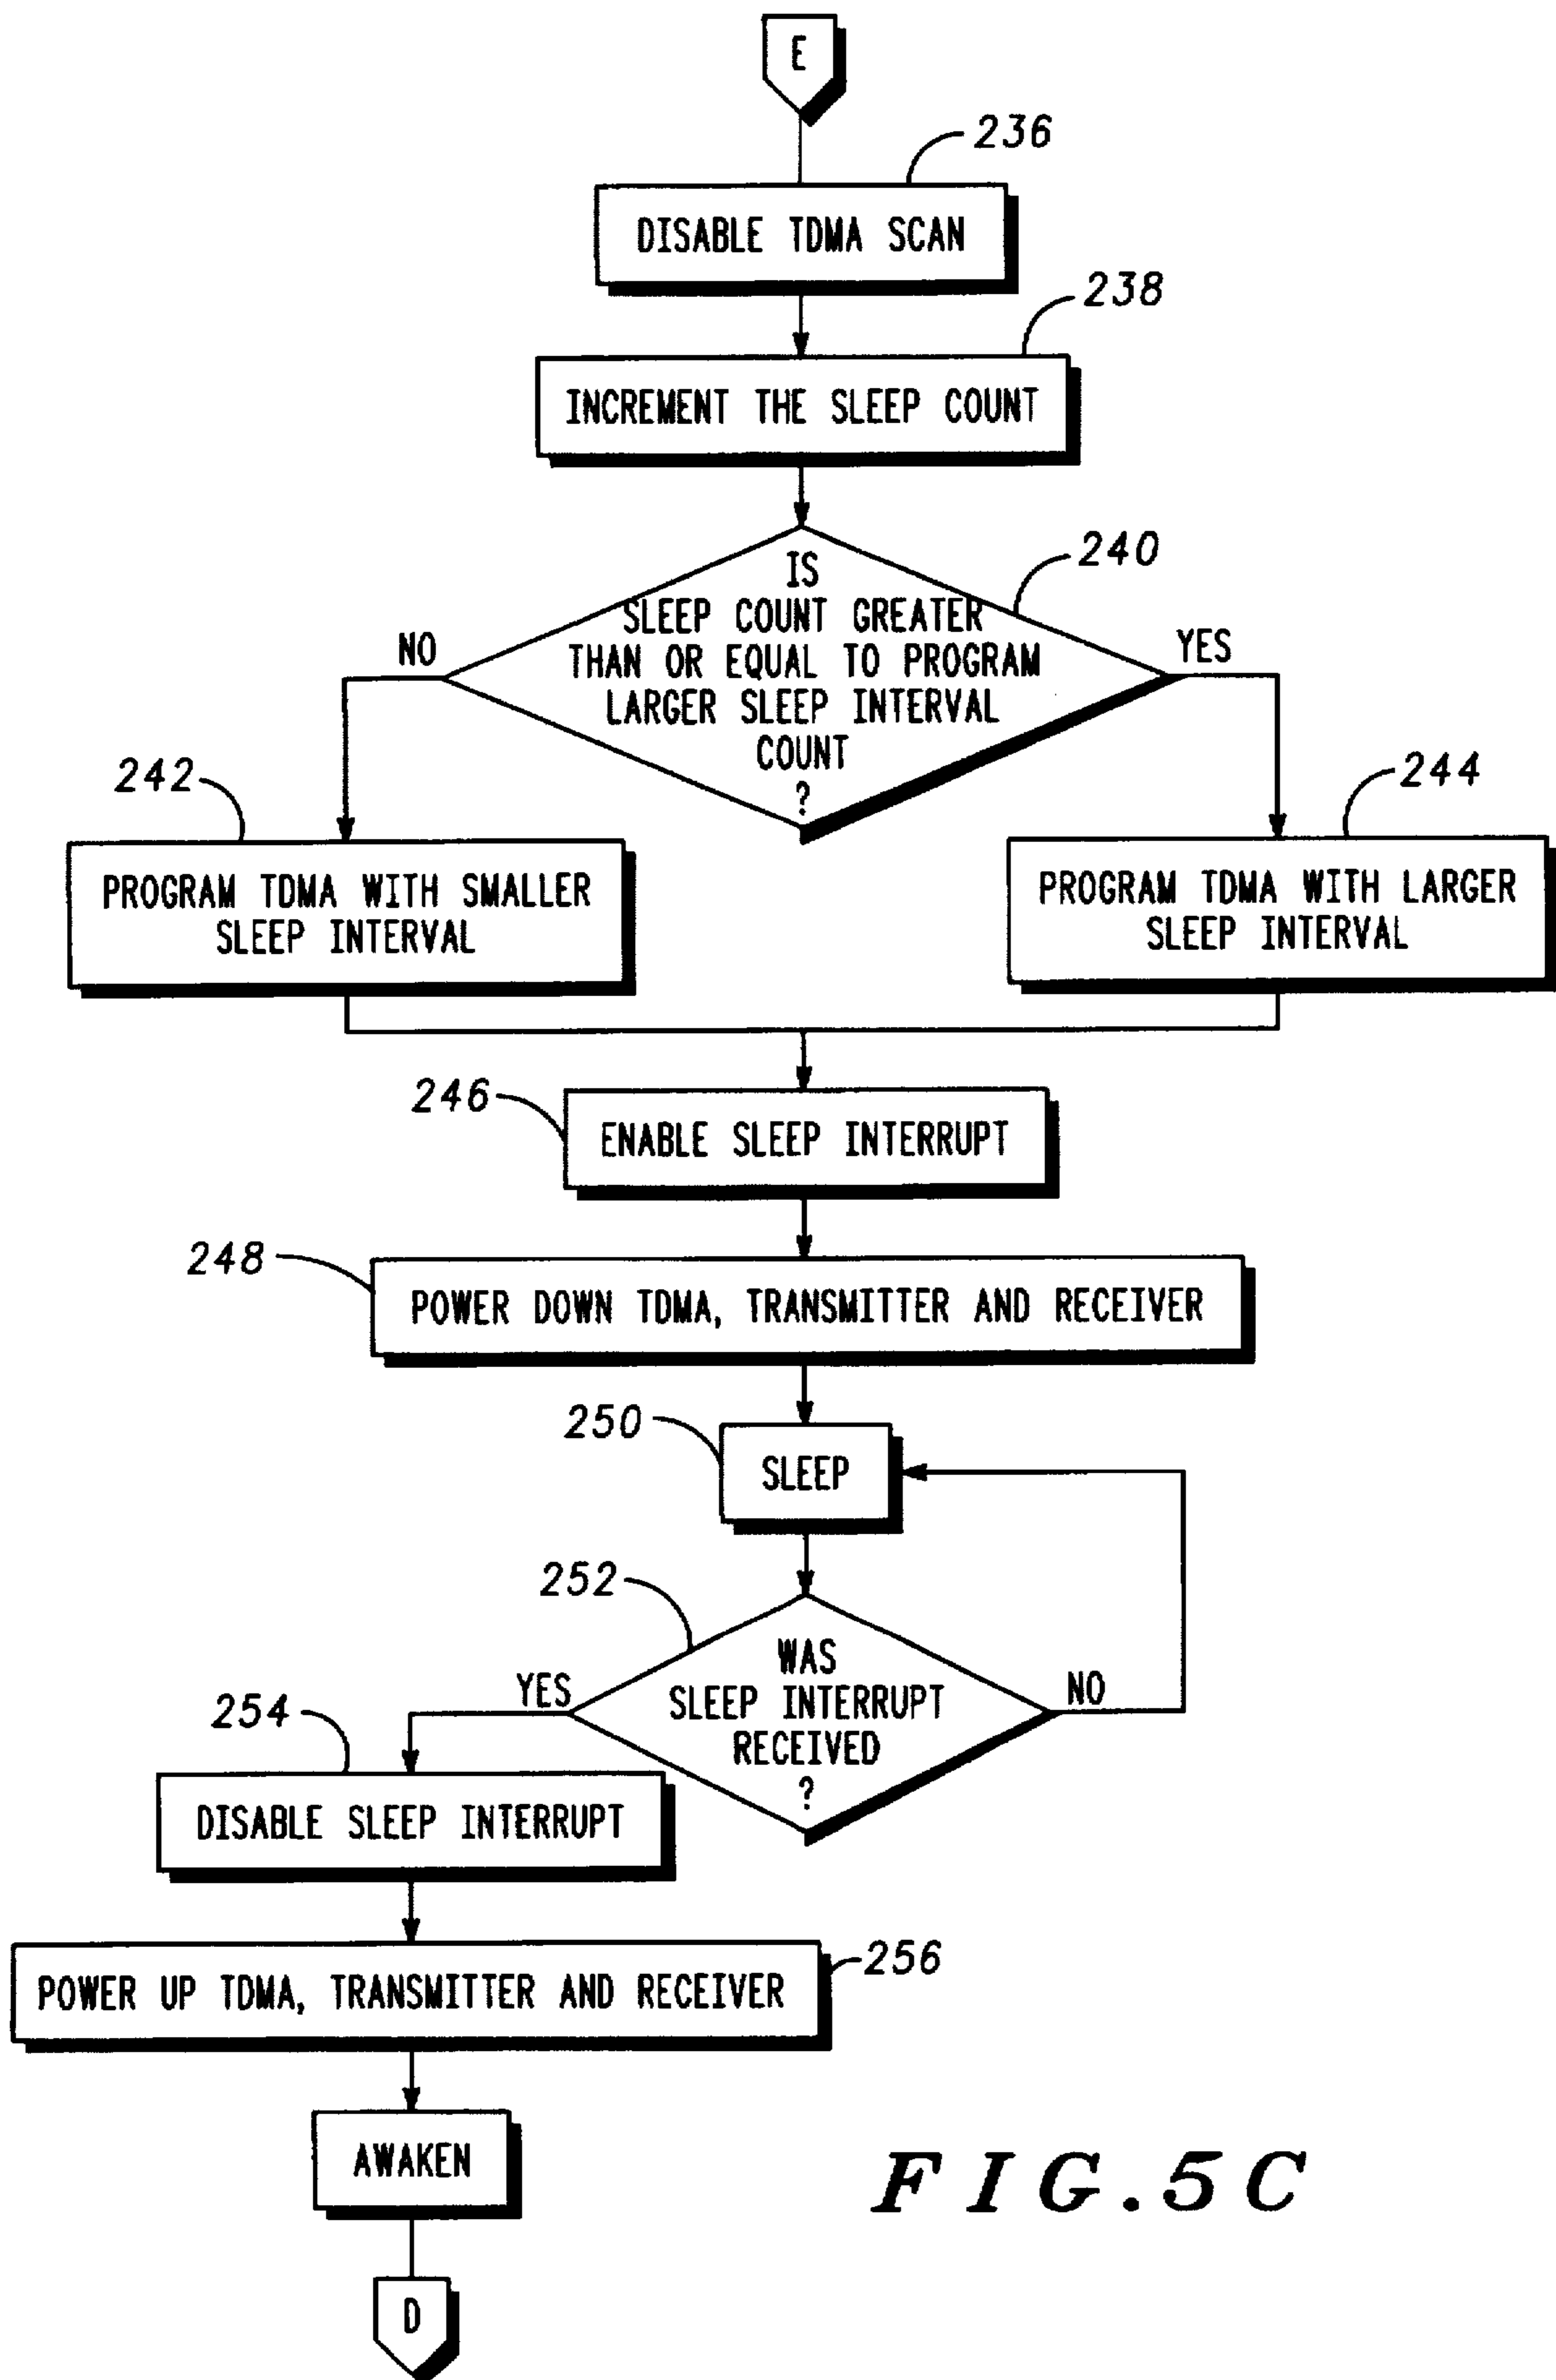 E
236
DISABLE TDMA SCAN
238
INCREMENT THE SLEEP COUNT
240
IS
SLEEP COUNT GREATER
THAN OR EQUAL TO PROGRAM
LARGER SLEEP INTERVAL
COUNT
?
NO
YES
242
244
PROGRAM TDMA WITH SMALLER
SLEEP INTERVAL
PROGRAM TDMA WITH LARGER
SLEEP INTERVAL
246
ENABLE SLEEP INTERRUPT
248
POWER DOWN TDMA, TRANSMITTER AND RECEIVER
250
SLEEP
252
WAS
SLEEP INTERRUPT
RECEIVED
?
YES
NO
254
DISABLE SLEEP INTERRUPT
256
POWER UP TDMA, TRANSMITTER AND RECEIVER
AWAKEN
D
FIG.5C